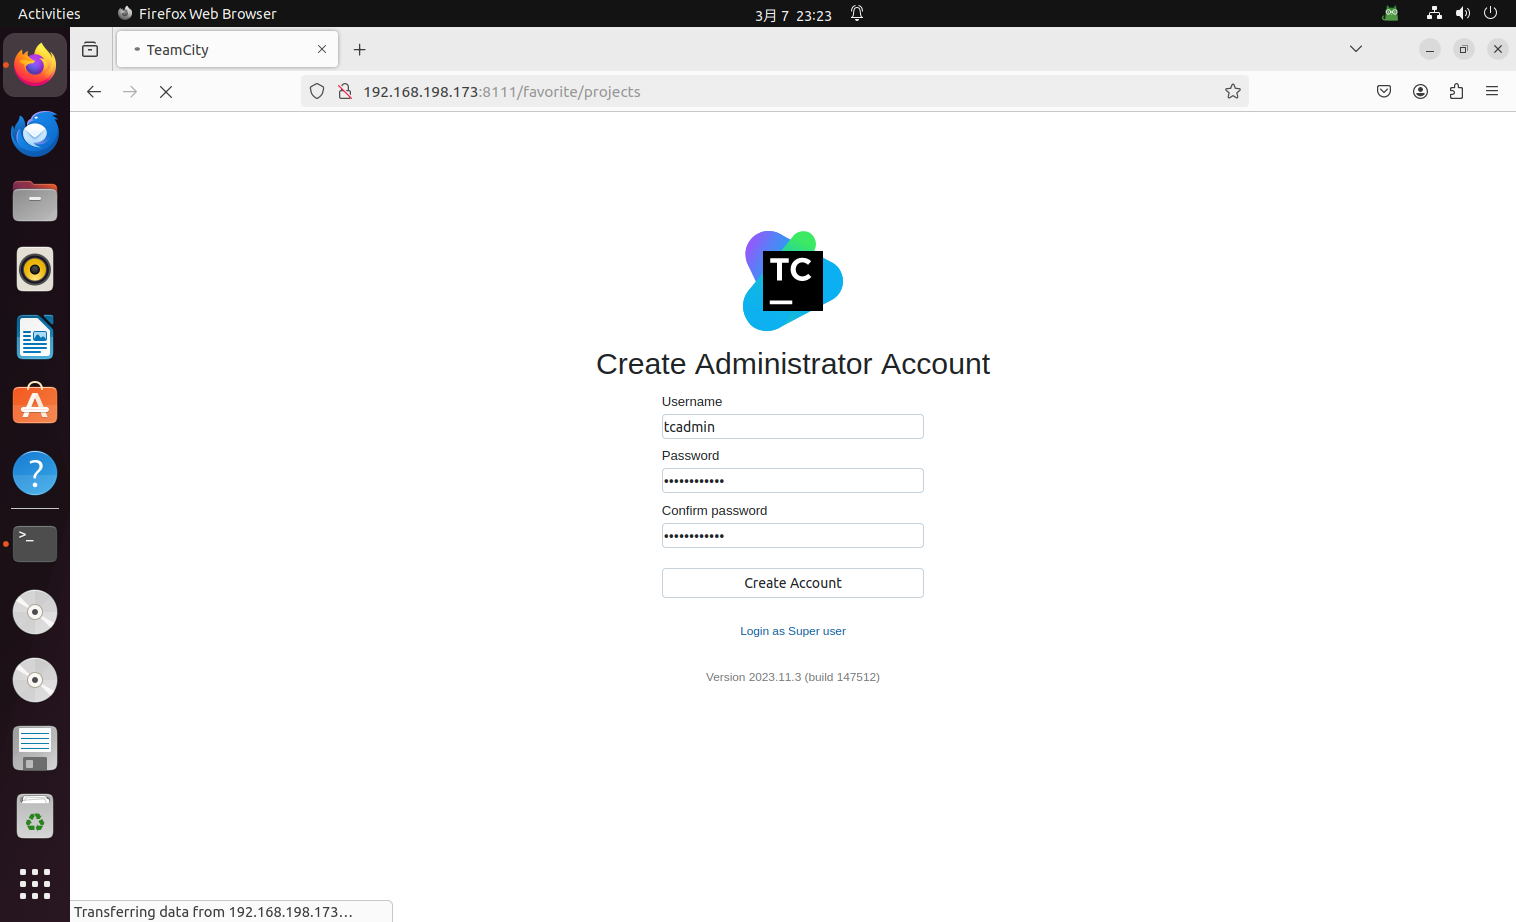 Activities
Firefox Web Browser
3月 7 23:23
TeamCity
192.168.198.173:8111/favorite/projects
TC
Create Administrator Account
Username
tcadmin
Password
••••••••••••
Confirm password
••••••••••••
Create Account
Login as Super user
Version 2023.11.3 (build 147512)
Transferring data from 192.168.198.173…